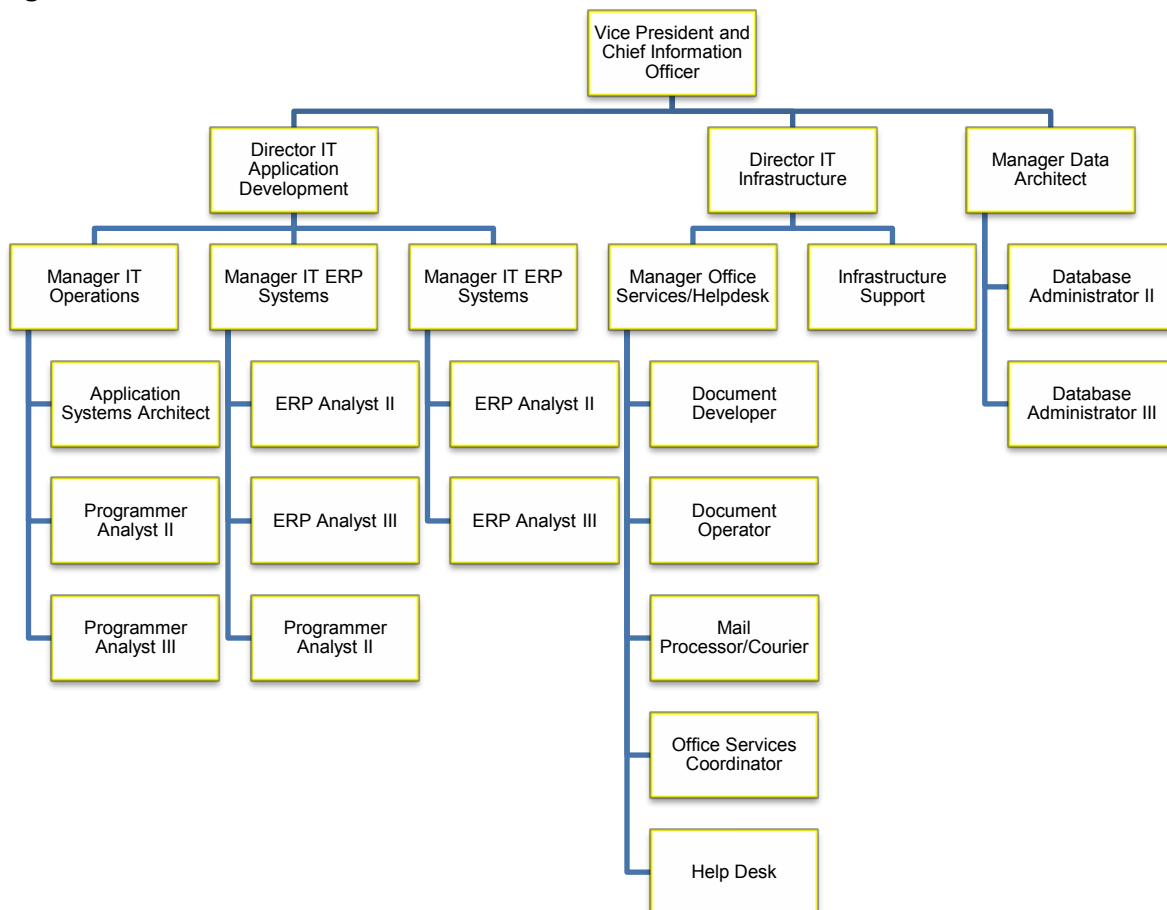 Vice President and
Chief Information
Officer
Director IT
Application
Development
Director IT
Infrastructure
Manager Data
Architect
Manager IT
Operations
Manager IT ERP
Systems
Manager IT ERP
Systems
Manager Office
Services/Helpdesk
Infrastructure
Support
Database
Administrator II
Application
Systems Architect
ERP Analyst II
ERP Analyst II
Document
Developer
Database
Administrator III
Programmer
Analyst II
ERP Analyst III
ERP Analyst III
Document
Operator
Programmer
Analyst III
Programmer
Analyst II
Mail
Processor/Courier
Office Services
Coordinator
Help Desk